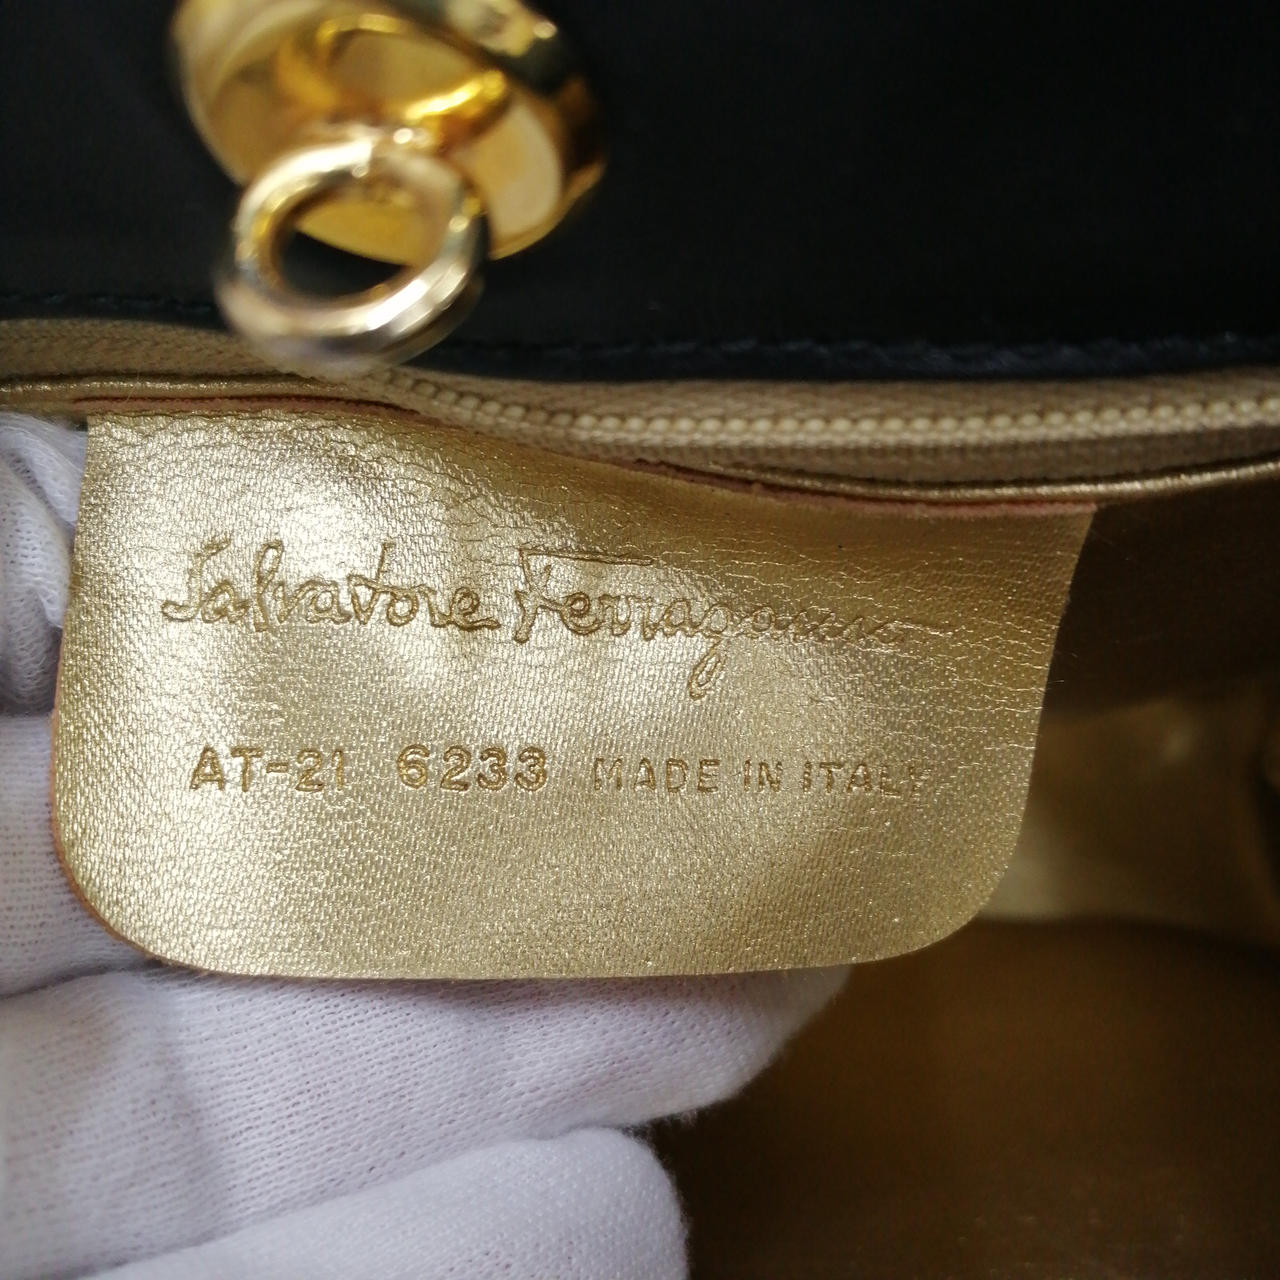 Salvatore Ferragamo
AT-21 6233 MADE IN ITALY